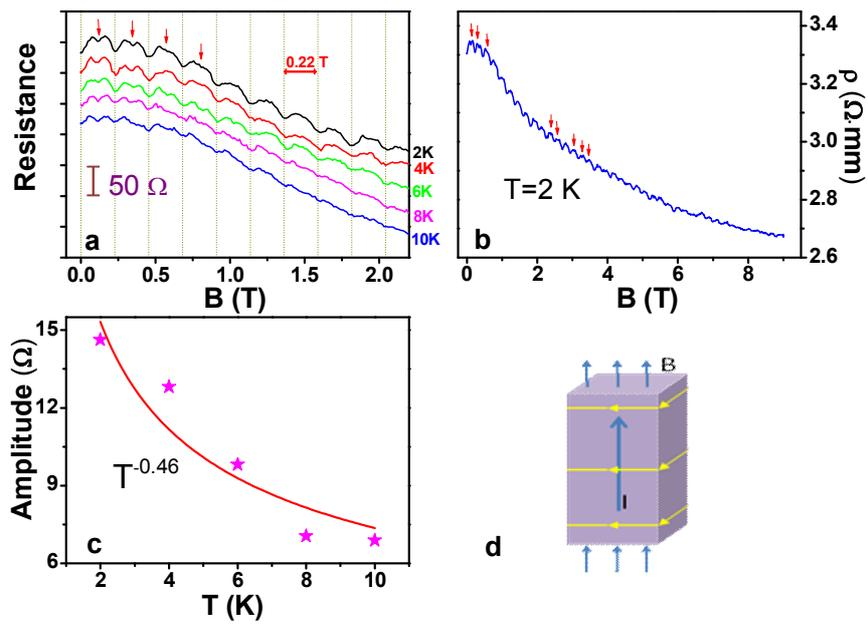 Resistance
0.22 T
50 Ω
2K
4K
6K
8K
10K
a
0.0 0.5 1.0 1.5 2.0
B (T)
3.4
3.2
3.0
2.8
2.6
ρ (Ω.mm)
T=2 K
b
0 2 4 6 8
B (T)
15
12
9
6
Amplitude (Ω)
T-0.46
c
2 4 6 8 10
T (K)
B
I
d